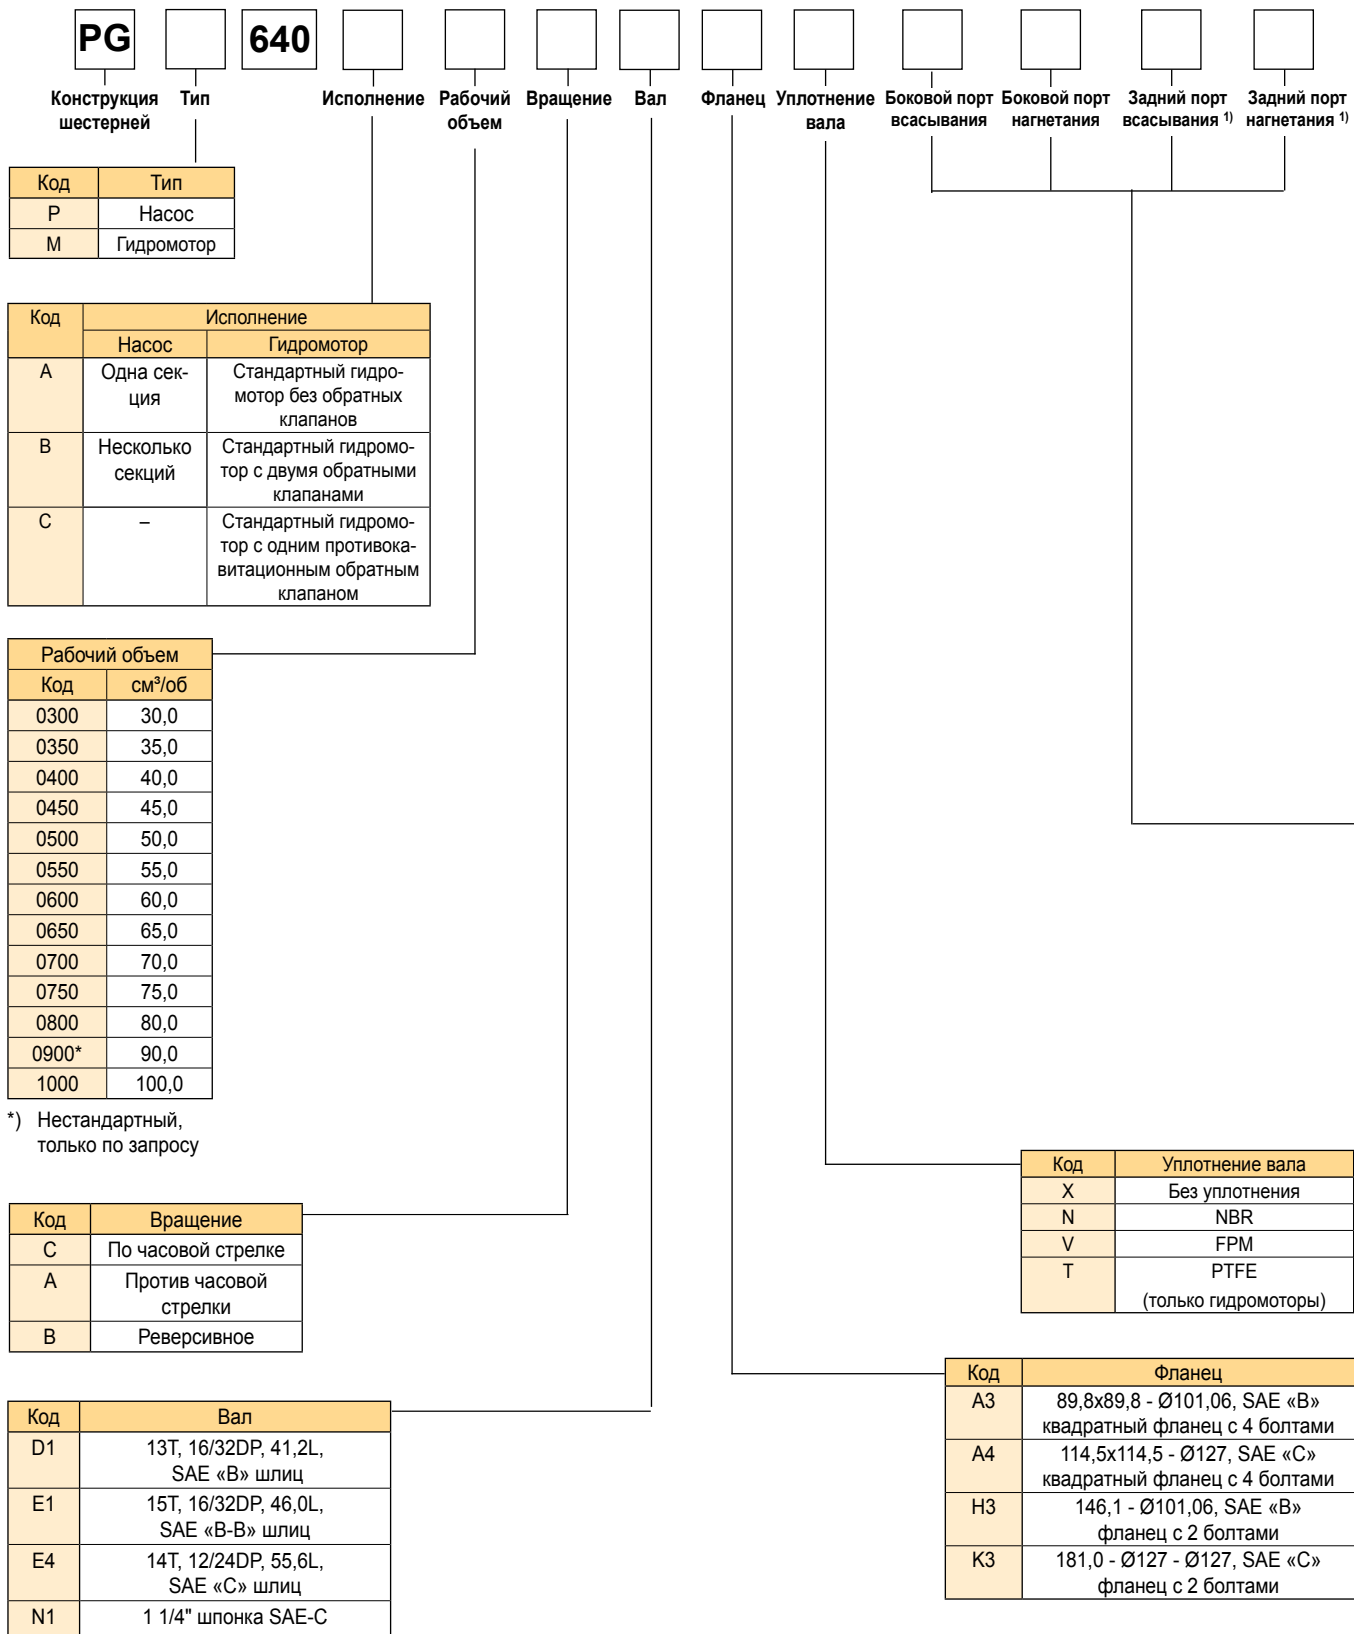 PG 640
Конструкция шестерней
Тип
Исполнение
Рабочий объем
Вращение
Вал
Фланец
Уплотнение вала
Боковой порт всасывания
Боковой порт нагнетания
Задний порт всасывания ¹⁾
Задний порт нагнетания ¹⁾
Код Тип
P Насос
M Гидромотор
Код Исполнение
Насос Гидромотор
A Одна сек- Стандартный гидро-
ция мотор без обратных
клапанов
B Несколько Стандартный гидромо-
секций тор с двумя обратными
клапанами
C – Стандартный гидромо-
тор с одним противока-
витационным обратным
клапаном
Рабочий объем
Код см³/об
0300 30,0
0350 35,0
0400 40,0
0450 45,0
0500 50,0
0550 55,0
0600 60,0
0650 65,0
0700 70,0
0750 75,0
0800 80,0
0900* 90,0
1000 100,0
*) Нестандартный,
только по запросу
Код Вращение
C По часовой стрелке
A Против часовой
стрелки
B Реверсивное
Код Вал
D1 13T, 16/32DP, 41,2L,
SAE «B» шлиц
E1 15T, 16/32DP, 46,0L,
SAE «B-B» шлиц
E4 14T, 12/24DP, 55,6L,
SAE «C» шлиц
N1 1 1/4" шпонка SAE-C
Код Уплотнение вала
X Без уплотнения
N NBR
V FPM
T PTFE
(только гидромоторы)
Код Фланец
A3 89,8x89,8 - Ø101,06, SAE «B»
квадратный фланец с 4 болтами
A4 114,5x114,5 - Ø127, SAE «C»
квадратный фланец с 4 болтами
H3 146,1 - Ø101,06, SAE «B»
фланец с 2 болтами
K3 181,0 - Ø127 - Ø127, SAE «C»
фланец с 2 болтами